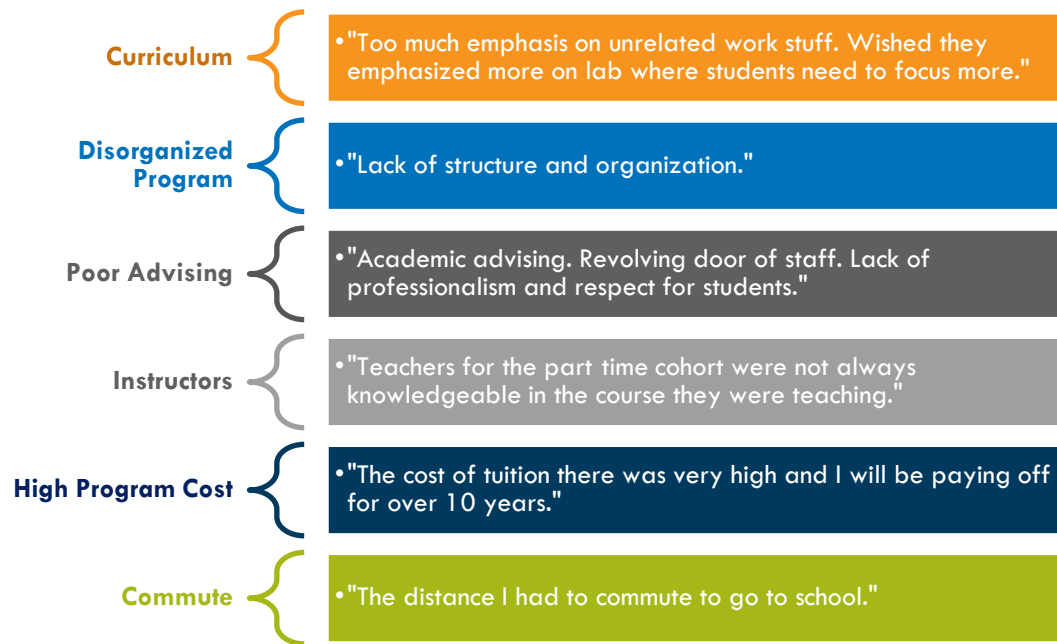 Curriculum
•"Too much emphasis on unrelated work stuff. Wished they
emphasized more on lab where students need to focus more."
Disorganized
Program
•"Lack of structure and organization."
Poor Advising
•"Academic advising. Revolving door of staff. Lack of
professionalism and respect for students."
Instructors
•"Teachers for the part time cohort were not always
knowledgeable in the course they were teaching."
High Program Cost
•"The cost of tuition there was very high and I will be paying off
for over 10 years."
Commute
•"The distance I had to commute to go to school."